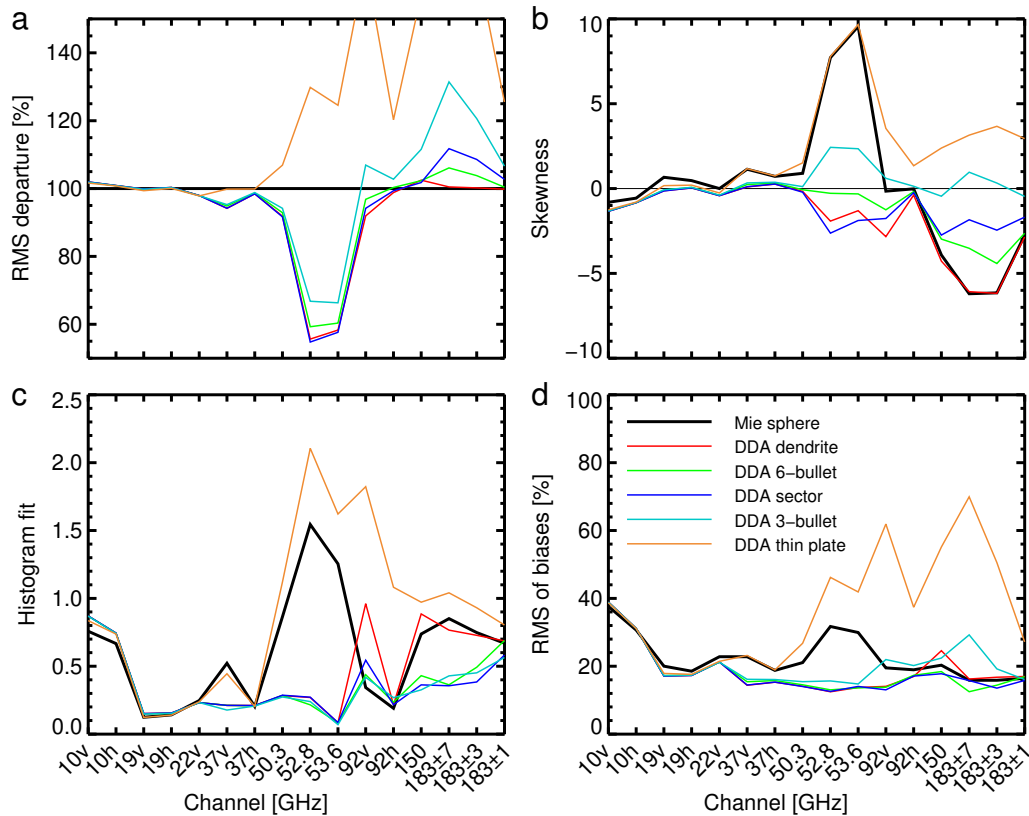 a
RMS departure [%]
140
120
100
80
60
b
Skewness
10
5
0
−5
−10
c
Histogram fit
2.5
2.0
1.5
1.0
0.5
0.0
10v
10h
19v
19h
22v
37v
37h
50.3
52.8
53.6
92v
92h
150
183±7
183±3
183±1
Channel [GHz]
d
RMS of biases [%]
100
80
60
40
20
0
Mie sphere
DDA dendrite
DDA 6−bullet
DDA sector
DDA 3−bullet
DDA thin plate
10v
10h
19v
19h
22v
37v
37h
50.3
52.8
53.6
92v
92h
150
183±7
183±3
183±1
Channel [GHz]